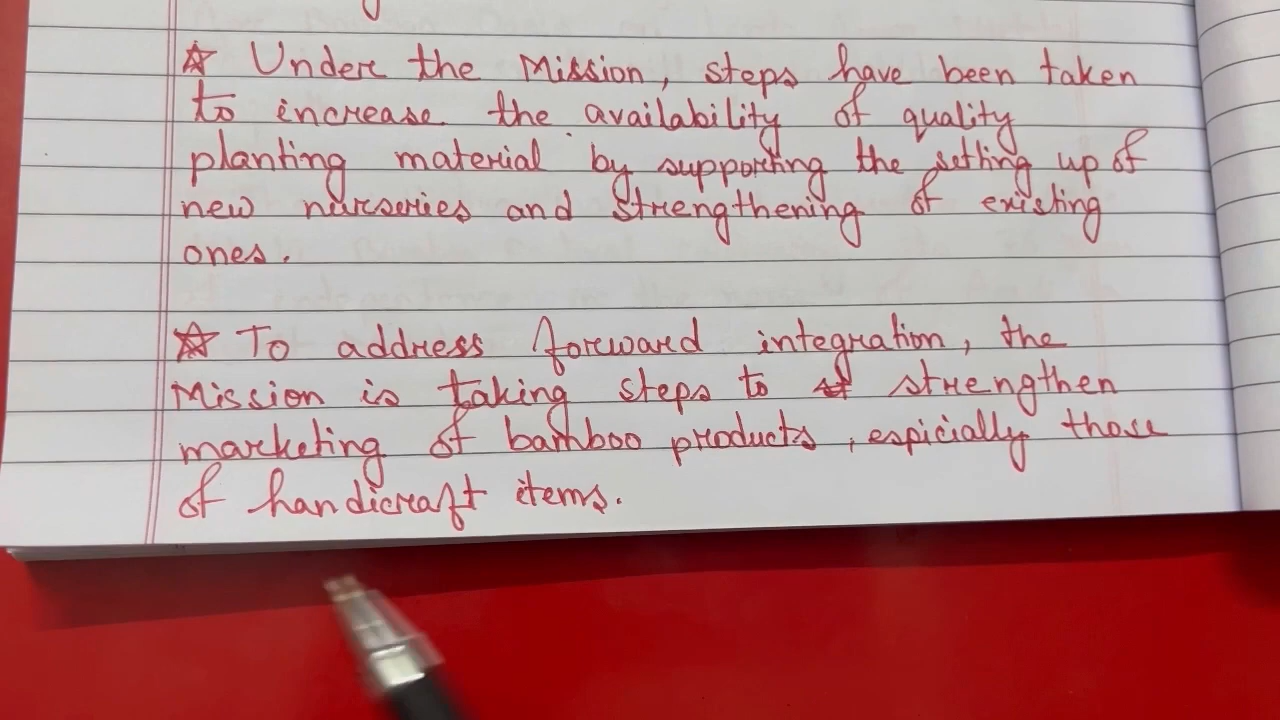 ☆ Under the Mission, steps have been taken
to increase the availability of quality
planting material by supporting the setting up of
new nurseries and strengthening of existing
ones.
☆ To address forward integration, the
Mission is taking steps to strengthen
marketing of bamboo products, espicially those
of handicraft items.